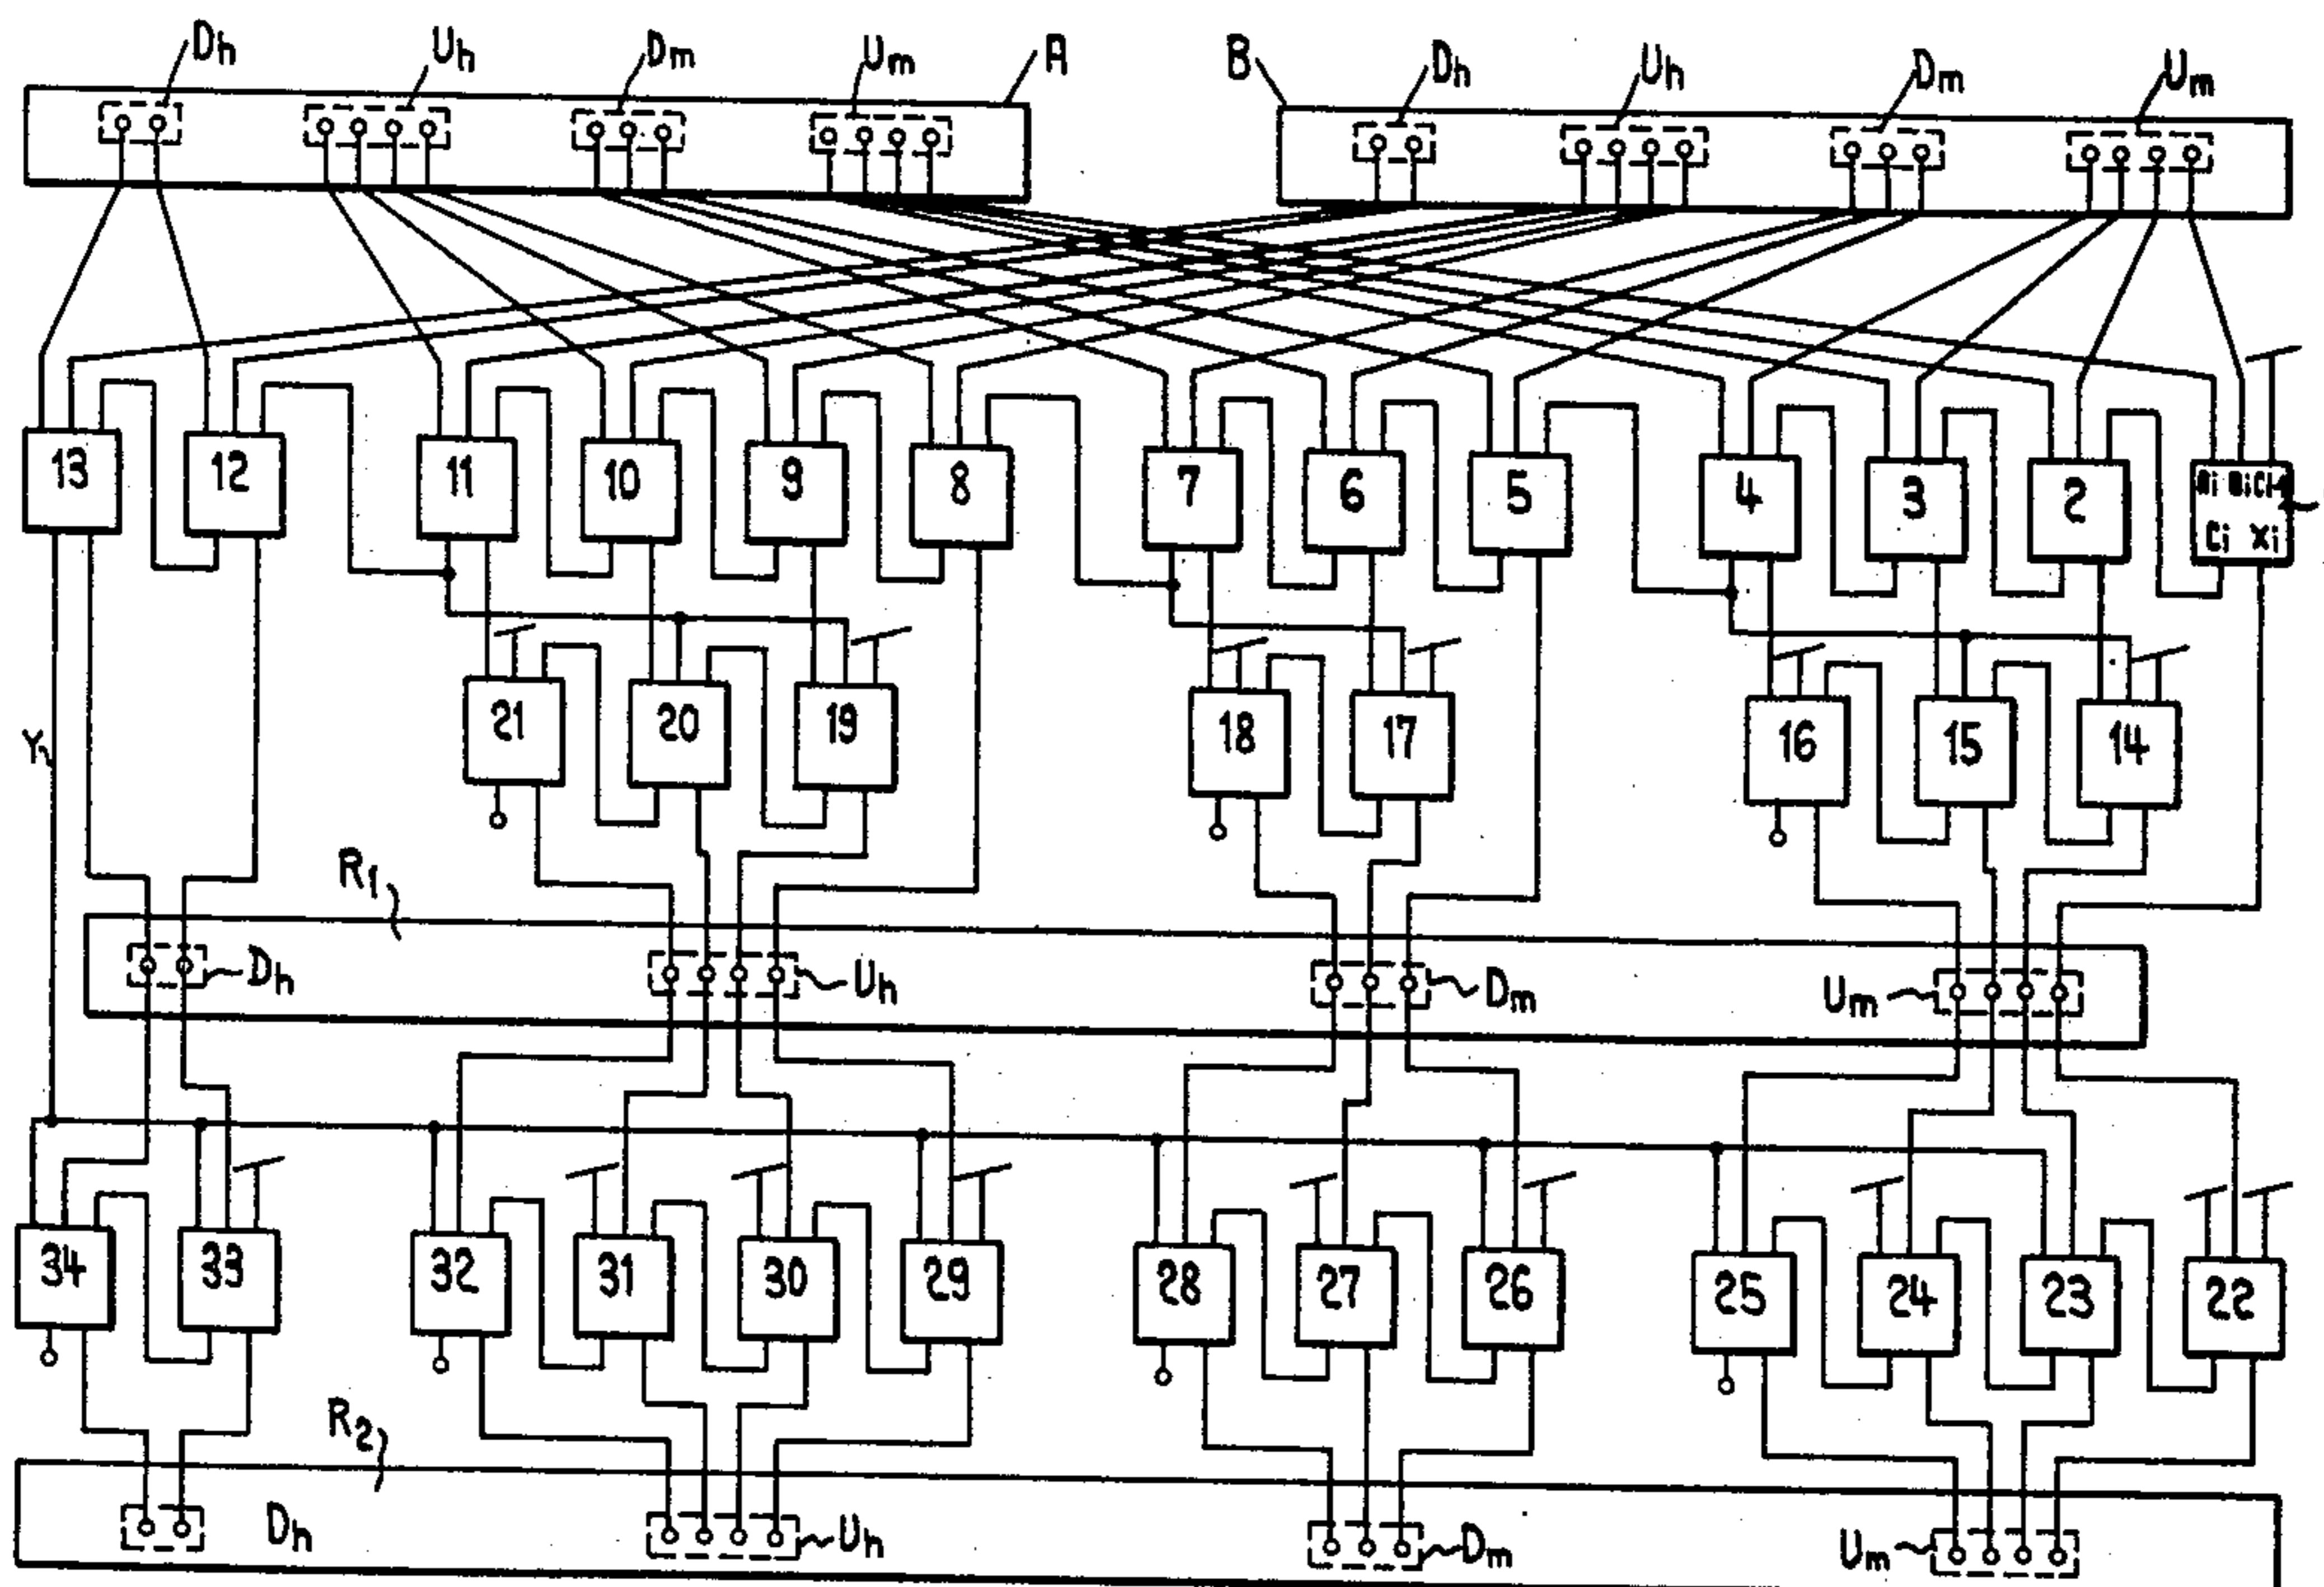 Dh Uh Dm Um A B Dh Uh Dm Um
13 12 11 10 9 8 7 6 5 4 3 2
Ci Xi
21 20 19 18 17 16 15 14
Y
R1
Dh Uh Dm Um
34 33 32 31 30 29 28 27 26 25 24 23 22
R2
Dh Uh Dm Um